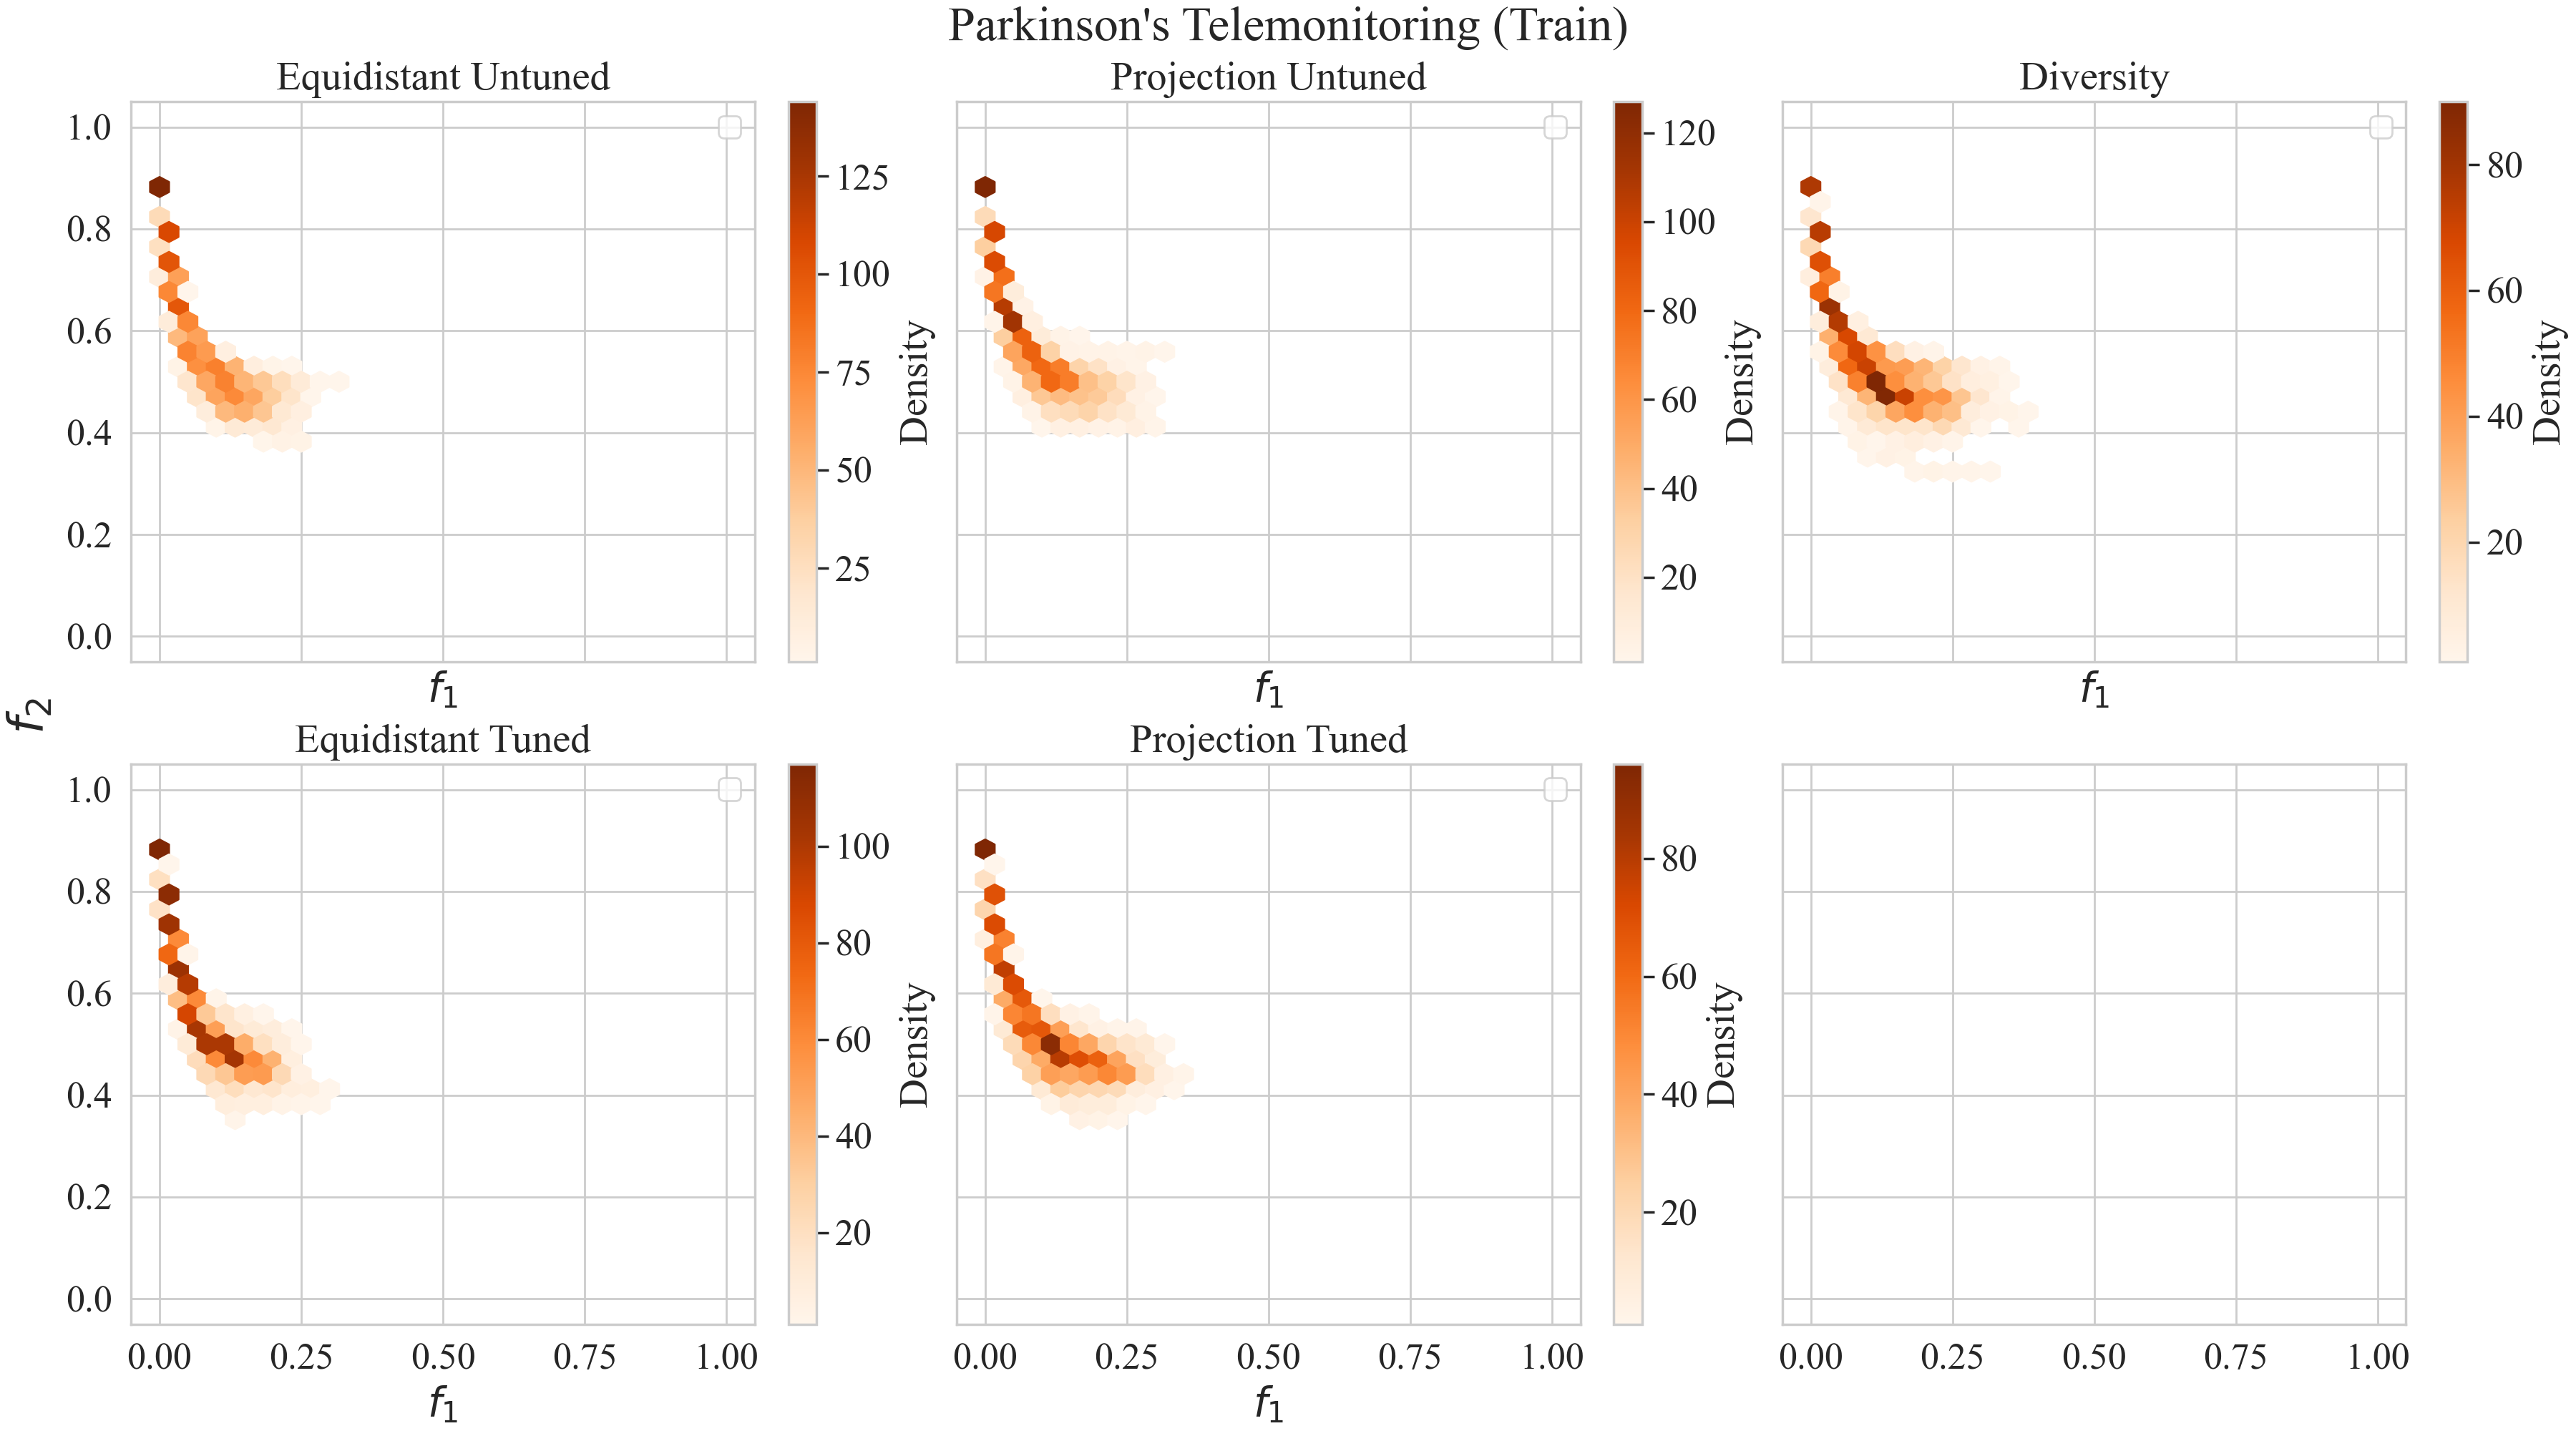 Parkinson's Telemonitoring (Train)
Equidistant Untuned
Projection Untuned
Diversity
1.0
0.8
0.6
0.4
0.2
0.0
125
100
75
50
25
Density
120
100
80
60
40
20
Density
80
60
40
20
Density
f1
f1
f1
f2
Equidistant Tuned
Projection Tuned
1.0
0.8
0.6
0.4
0.2
0.0
100
80
60
40
20
Density
80
60
40
20
Density
0.00 0.25 0.50 0.75 1.00
0.00 0.25 0.50 0.75 1.00
0.00 0.25 0.50 0.75 1.00
f1
f1